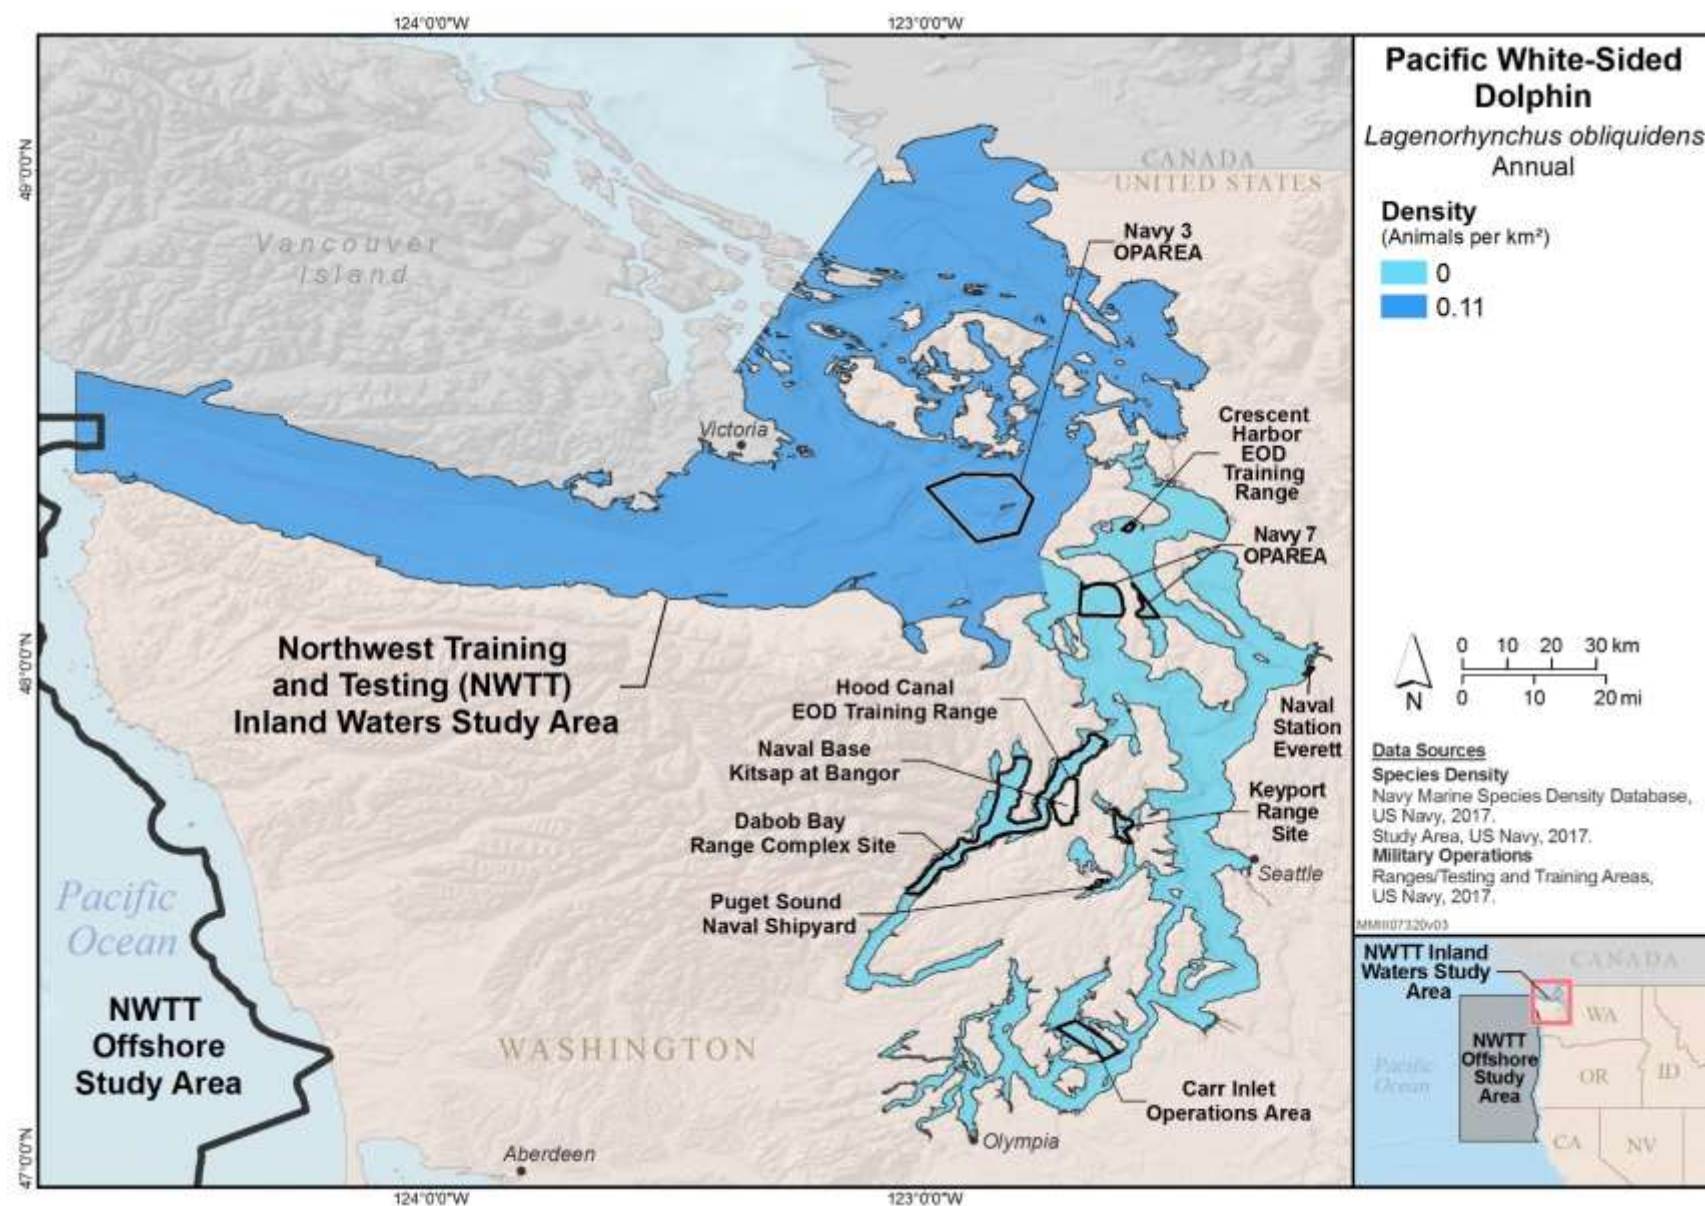 124°0'0"W
123°0'0"W
49°0'0"N
48°0'0"N
47°0'0"N
124°0'0"W
123°0'0"W
CANADA
UNITED STATES
Vancouver
Island
Victoria
Navy 3
OPAREA
Crescent
Harbor
EOD
Training
Range
Navy 7
OPAREA
Northwest Training
and Testing (NWTT)
Inland Waters Study Area
Hood Canal
EOD Training Range
Naval Base
Kitsap at Bangor
Dabob Bay
Range Complex Site
Puget Sound
Naval Shipyard
Naval
Station
Everett
Keyport
Range
Site
Seattle
Pacific
Ocean
NWTT
Offshore
Study Area
WASHINGTON
Carr Inlet
Operations Area
Olympia
Aberdeen
Pacific White-Sided
Dolphin
Lagenorhynchus obliquidens
Annual
Density
(Animals per km²)
0
0.11
N
0 10 20 30 km
0 10 20 mi
Data Sources
Species Density
Navy Marine Species Density Database,
US Navy, 2017.
Study Area, US Navy, 2017.
Military Operations
Ranges/Testing and Training Areas,
US Navy, 2017.
NWTT Inland
Waters Study
Area
CANADA
WA
NWTT
Offshore
Study
Area
Pacific
Ocean
OR
ID
CA
NV